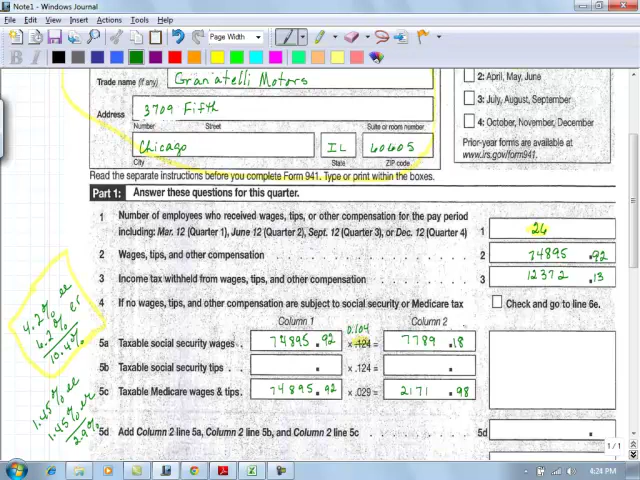 Note1 - Windows Journal
File Edit View Insert Actions Tools Help
Page Width
B I
Trade name (if any) Granatelli Motors
2: April, May, June
3: July, August, September
Address 3709 Fifth
Number Street Suite or room number
4: October, November, December
Chicago IL 60605
City State ZIP code
Prior-year forms are available at
www.irs.gov/form941.
Read the separate instructions before you complete Form 941. Type or print within the boxes.
Part 1: Answer these questions for this quarter.
1 Number of employees who received wages, tips, or other compensation for the pay period
including: Mar. 12 (Quarter 1), June 12 (Quarter 2), Sept. 12 (Quarter 3), or Dec. 12 (Quarter 4) 1 26
2 Wages, tips, and other compensation 2 74895.92
3 Income tax withheld from wages, tips, and other compensation 3 12372.13
4 If no wages, tips, and other compensation are subject to social security or Medicare tax Check and go to line 6e.
Column 1 0.104 Column 2
5a Taxable social security wages 74895.92 × .124 = 7789.18
5b Taxable social security tips . × .124 = .
5c Taxable Medicare wages & tips 74895.92 × .029 = 2171.98
5d Add Column 2 line 5a, Column 2 line 5b, and Column 2 line 5c 5d .
4.2% ee
6.2% er
10.4%
1.45% ee
1.45% er
2.9%
1 / 1
4:24 PM